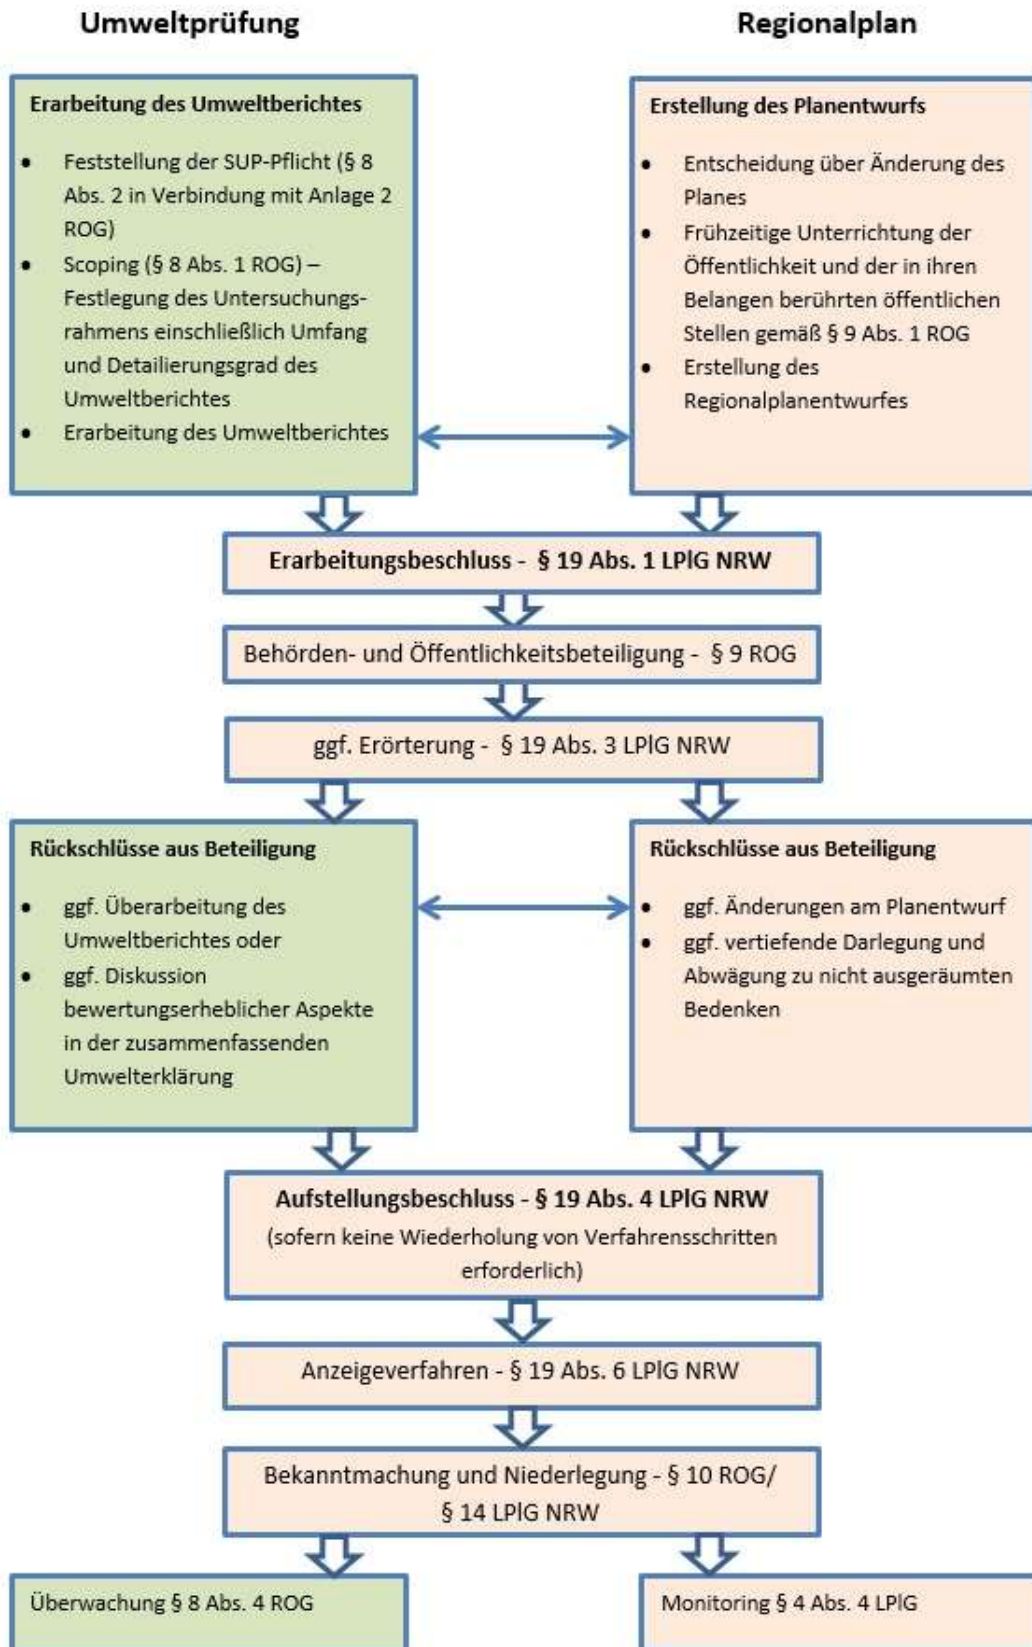 Umweltprüfung
Regionalplan
Erarbeitung des Umweltberichtes
• Feststellung der SUP-Pflicht (§ 8
Abs. 2 in Verbindung mit Anlage 2
ROG)
• Scoping (§ 8 Abs. 1 ROG) –
Festlegung des Untersuchungs-
rahmens einschließlich Umfang
und Detailierungsgrad des
Umweltberichtes
• Erarbeitung des Umweltberichtes
Erstellung des Planentwurfs
• Entscheidung über Änderung des
Planes
• Frühzeitige Unterrichtung der
Öffentlichkeit und der in ihren
Belangen berührten öffentlichen
Stellen gemäß § 9 Abs. 1 ROG
• Erstellung des
Regionalplanentwurfes
Erarbeitungsbeschluss - § 19 Abs. 1 LPlG NRW
Behörden- und Öffentlichkeitsbeteiligung - § 9 ROG
ggf. Erörterung - § 19 Abs. 3 LPlG NRW
Rückschlüsse aus Beteiligung
• ggf. Überarbeitung des
Umweltberichtes oder
• ggf. Diskussion
bewertungserheblicher Aspekte
in der zusammenfassenden
Umwelterklärung
Rückschlüsse aus Beteiligung
• ggf. Änderungen am Planentwurf
• ggf. vertiefende Darlegung und
Abwägung zu nicht ausgeräumten
Bedenken
Aufstellungsbeschluss - § 19 Abs. 4 LPlG NRW
(sofern keine Wiederholung von Verfahrensschritten
erforderlich)
Anzeigeverfahren - § 19 Abs. 6 LPlG NRW
Bekanntmachung und Niederlegung - § 10 ROG/
§ 14 LPlG NRW
Überwachung § 8 Abs. 4 ROG
Monitoring § 4 Abs. 4 LPlG